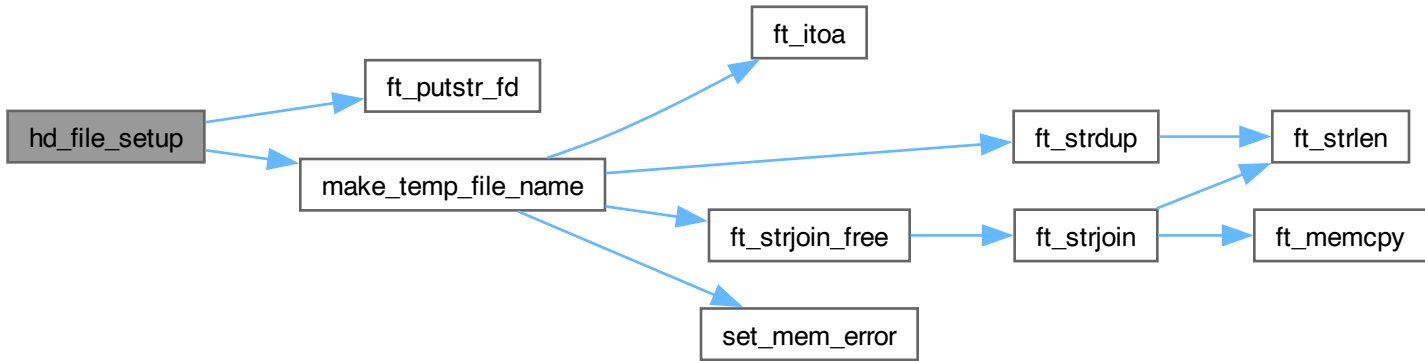 hd_file_setup
ft_putstr_fd
make_temp_file_name
ft_itoa
ft_strdup
ft_strjoin_free
set_mem_error
ft_strjoin
ft_strlen
ft_memcpy